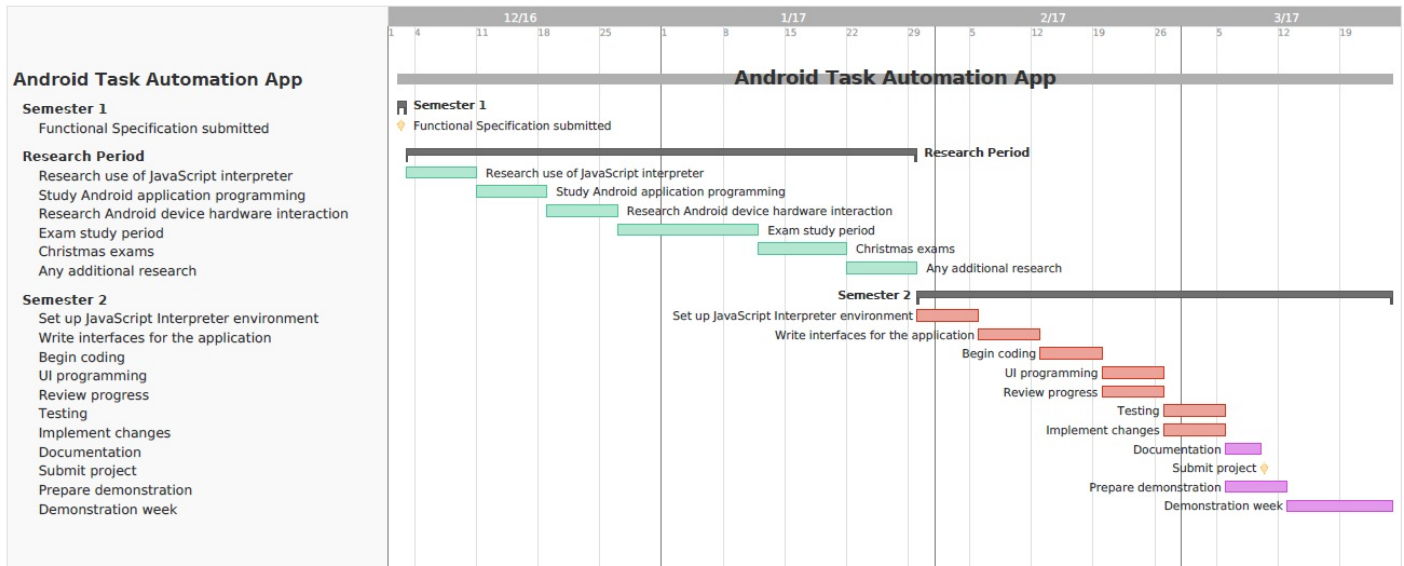 12/16 1/17 2/17 3/17
1 4 11 18 25 1 8 15 22 29 5 12 19 26 5 12 19
Android Task Automation App Android Task Automation App
Semester 1 Semester 1
Functional Specification submitted Functional Specification submitted
Research Period Research Period
Research use of JavaScript interpreter Research use of JavaScript interpreter
Study Android application programming Study Android application programming
Research Android device hardware interaction Research Android device hardware interaction
Exam study period Exam study period
Christmas exams Christmas exams
Any additional research Any additional research
Semester 2 Semester 2
Set up JavaScript Interpreter environment Set up JavaScript Interpreter environment
Write interfaces for the application Write interfaces for the application
Begin coding Begin coding
UI programming UI programming
Review progress Review progress
Testing Testing
Implement changes Implement changes
Documentation Documentation
Submit project Submit project
Prepare demonstration Prepare demonstration
Demonstration week Demonstration week